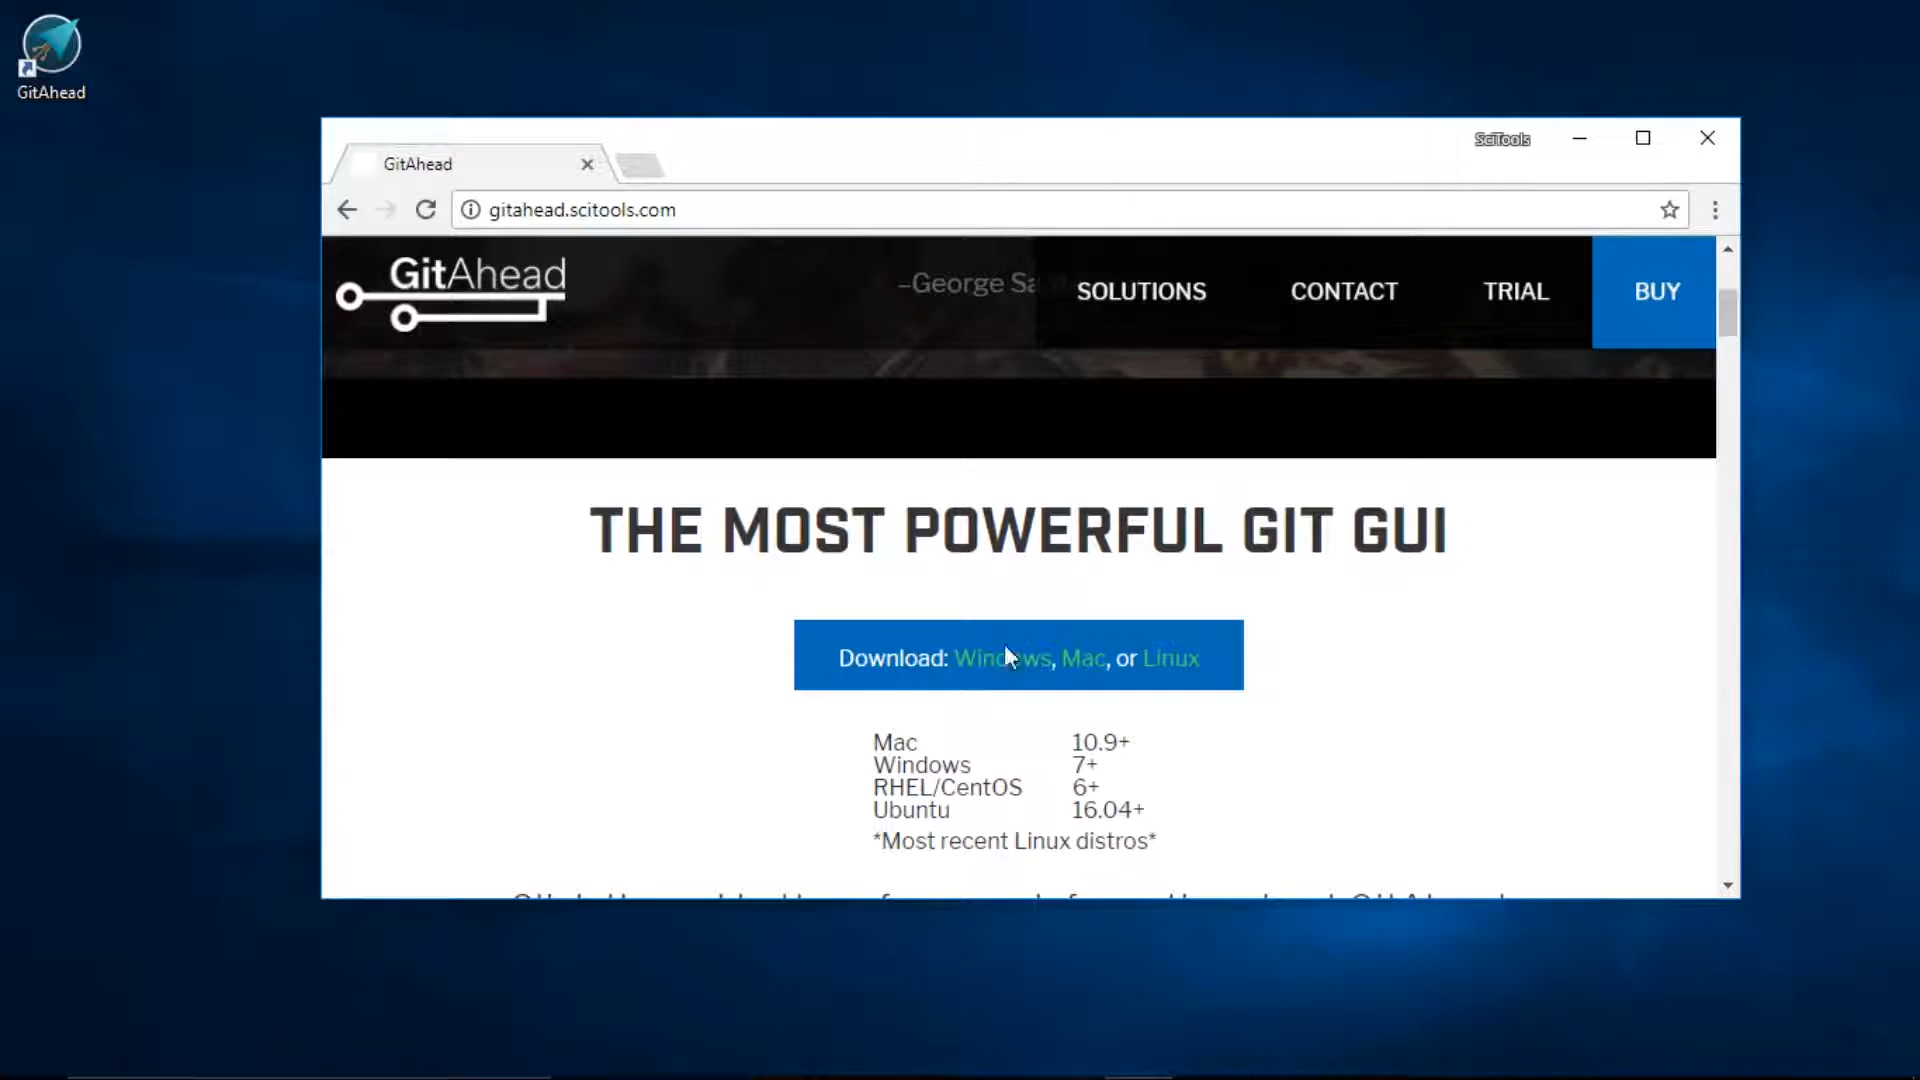 GitAhead
SciTools
GitAhead
gitahead.scitools.com
GitAhead
–George
SOLUTIONS
CONTACT
TRIAL
BUY
THE MOST POWERFUL GIT GUI
Download: Windows, Mac, or Linux
Mac 10.9+
Windows 7+
RHEL/CentOS 6+
Ubuntu 16.04+
*Most recent Linux distros*